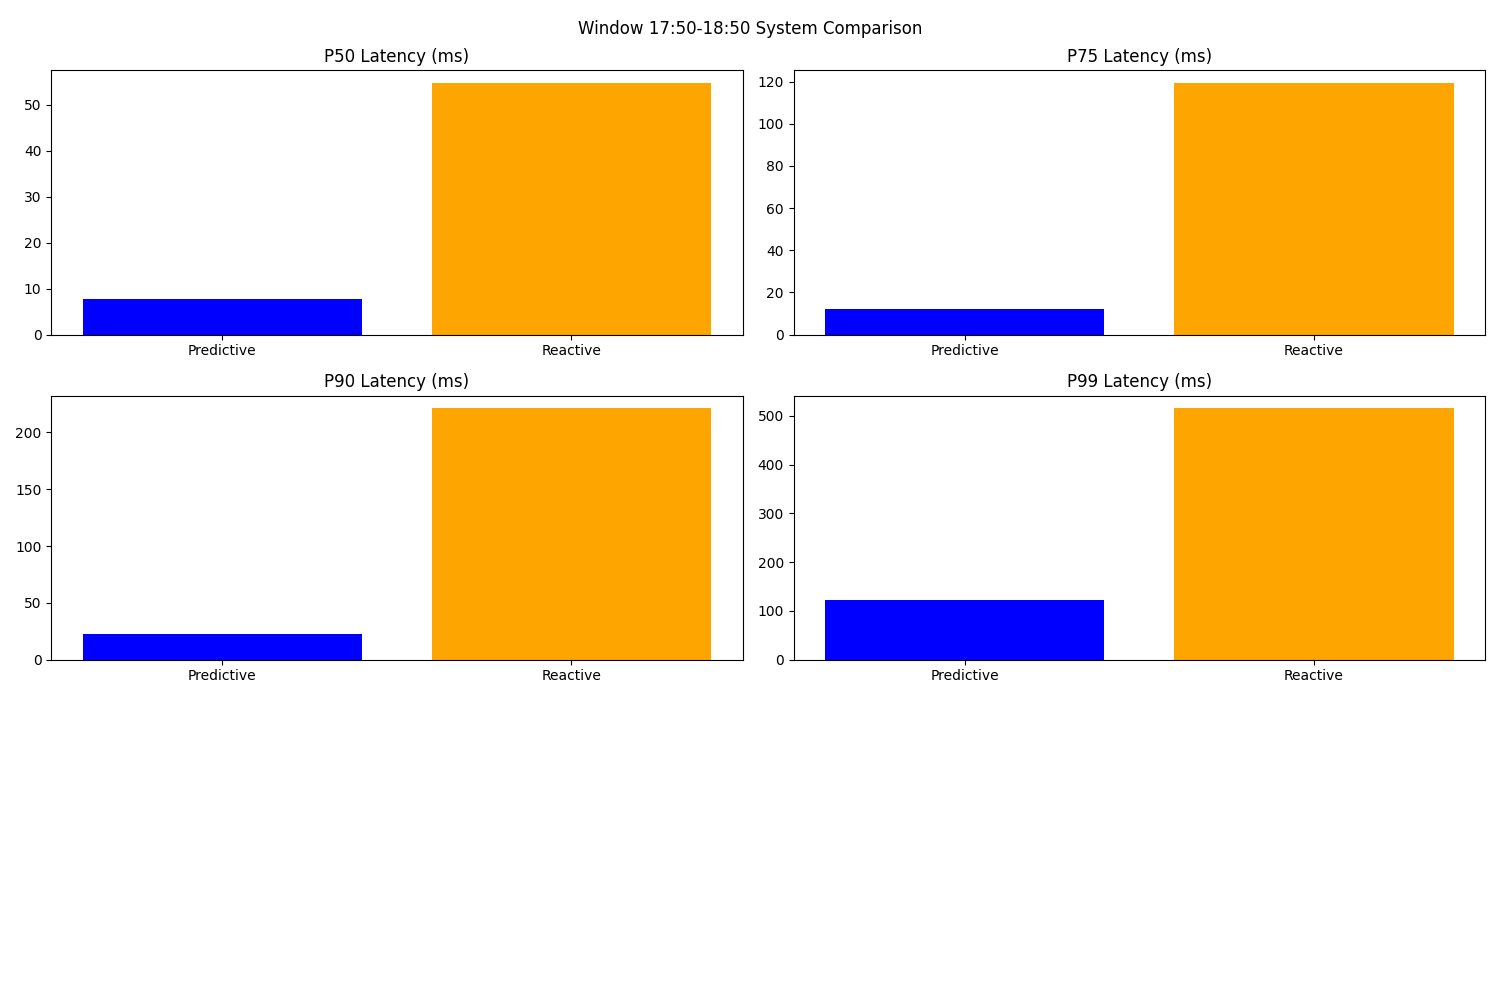 Window 17:50-18:50 System Comparison
P50 Latency (ms)
50
40
30
20
10
0
Predictive
Reactive
P75 Latency (ms)
120
100
80
60
40
20
0
Predictive
Reactive
P90 Latency (ms)
200
150
100
50
0
Predictive
Reactive
P99 Latency (ms)
500
400
300
200
100
0
Predictive
Reactive